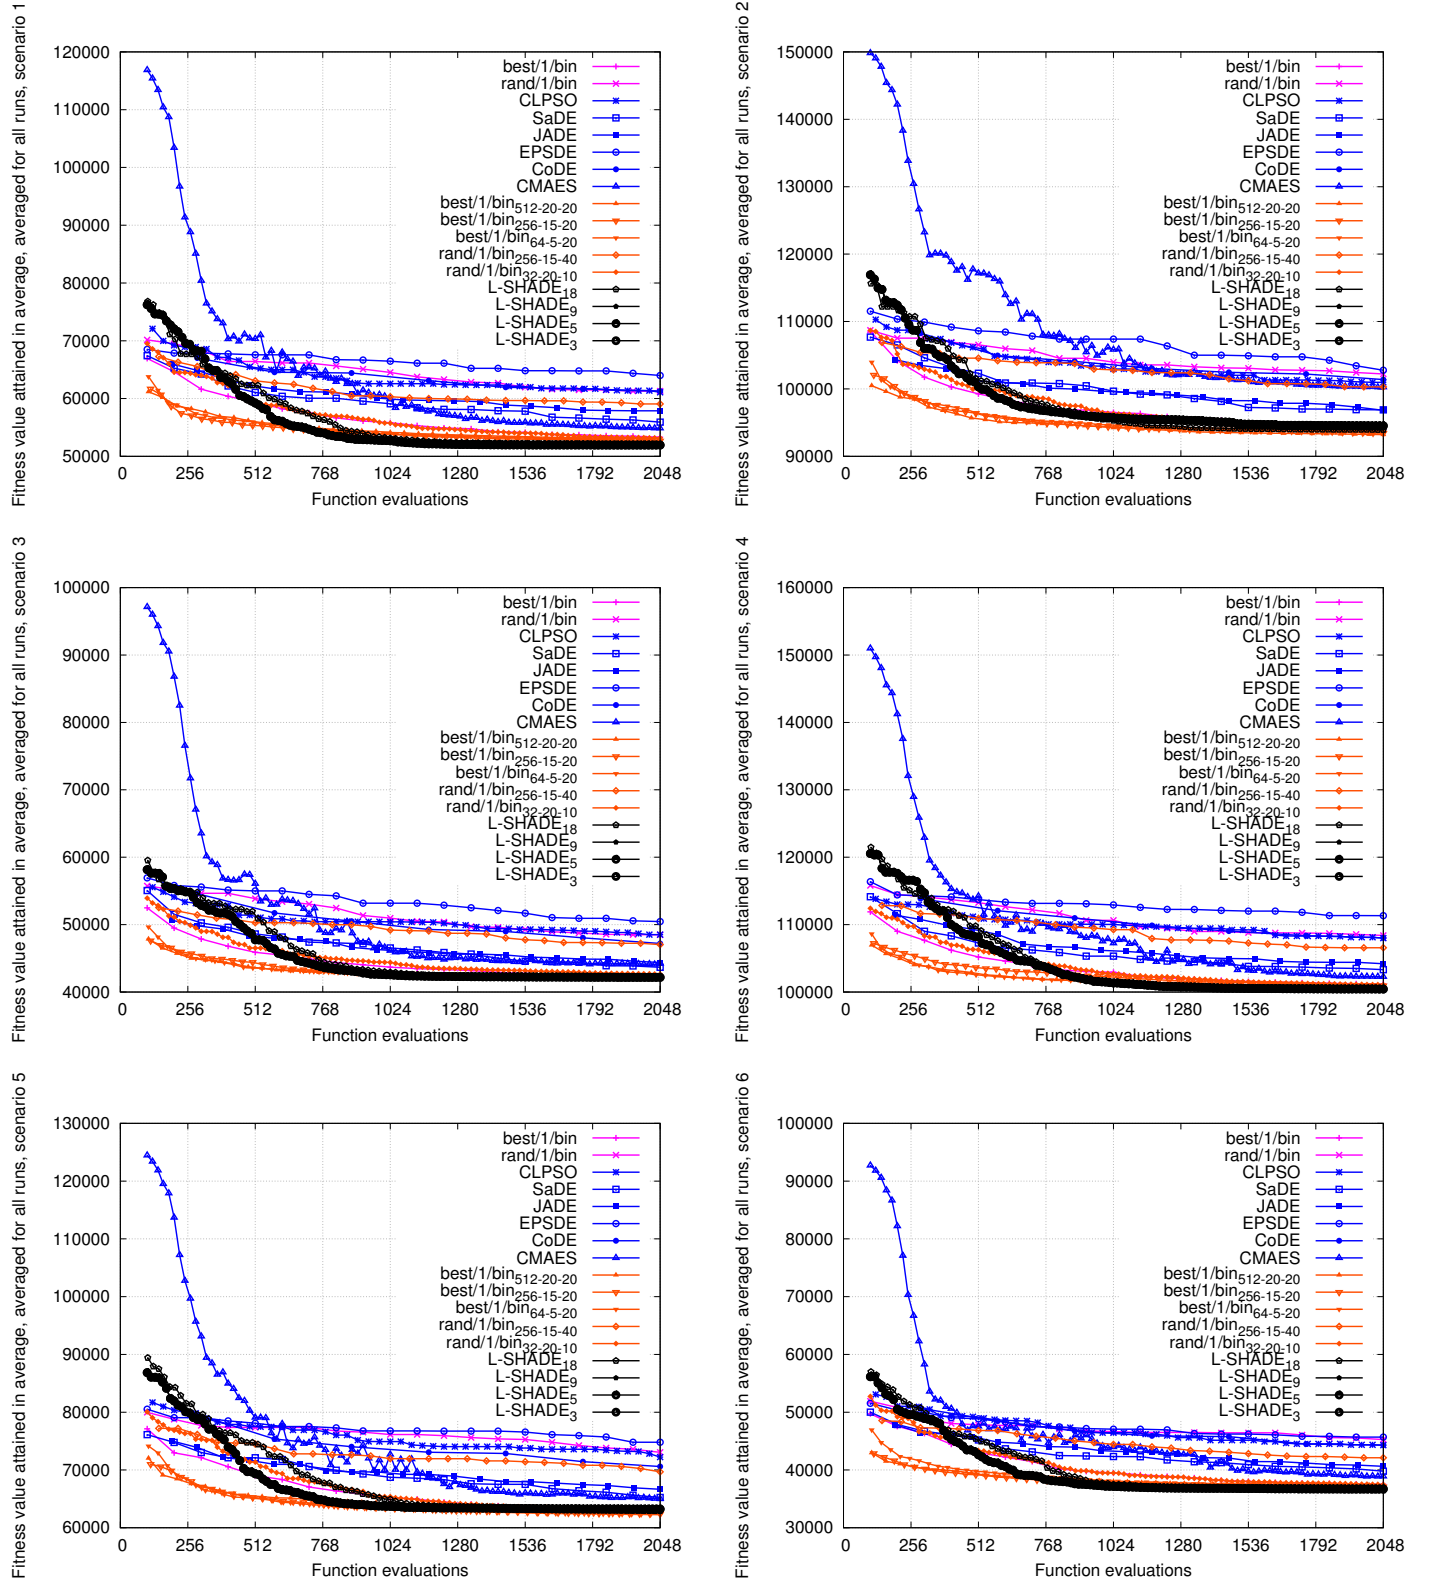 Fitness value attained in average, averaged for all runs, scenario 1
120000
110000
100000
90000
80000
70000
60000
50000
0 256 512 768 1024 1280 1536 1792 2048
Function evaluations
best/1/bin
rand/1/bin
CLPSO
SaDE
JADE
EPSDE
CoDE
CMAES
best/1/bin512-20-20
best/1/bin256-15-20
best/1/bin64-5-20
rand/1/bin256-15-40
rand/1/bin32-20-10
L-SHADE18
L-SHADE9
L-SHADE5
L-SHADE3
Fitness value attained in average, averaged for all runs, scenario 2
150000
140000
130000
120000
110000
100000
90000
0 256 512 768 1024 1280 1536 1792 2048
Function evaluations
best/1/bin
rand/1/bin
CLPSO
SaDE
JADE
EPSDE
CoDE
CMAES
best/1/bin512-20-20
best/1/bin256-15-20
best/1/bin64-5-20
rand/1/bin256-15-40
rand/1/bin32-20-10
L-SHADE18
L-SHADE9
L-SHADE5
L-SHADE3
Fitness value attained in average, averaged for all runs, scenario 3
100000
90000
80000
70000
60000
50000
40000
0 256 512 768 1024 1280 1536 1792 2048
Function evaluations
best/1/bin
rand/1/bin
CLPSO
SaDE
JADE
EPSDE
CoDE
CMAES
best/1/bin512-20-20
best/1/bin256-15-20
best/1/bin64-5-20
rand/1/bin256-15-40
rand/1/bin32-20-10
L-SHADE18
L-SHADE9
L-SHADE5
L-SHADE3
Fitness value attained in average, averaged for all runs, scenario 4
160000
150000
140000
130000
120000
110000
100000
0 256 512 768 1024 1280 1536 1792 2048
Function evaluations
best/1/bin
rand/1/bin
CLPSO
SaDE
JADE
EPSDE
CoDE
CMAES
best/1/bin512-20-20
best/1/bin256-15-20
best/1/bin64-5-20
rand/1/bin256-15-40
rand/1/bin32-20-10
L-SHADE18
L-SHADE9
L-SHADE5
L-SHADE3
Fitness value attained in average, averaged for all runs, scenario 5
130000
120000
110000
100000
90000
80000
70000
60000
0 256 512 768 1024 1280 1536 1792 2048
Function evaluations
best/1/bin
rand/1/bin
CLPSO
SaDE
JADE
EPSDE
CoDE
CMAES
best/1/bin512-20-20
best/1/bin256-15-20
best/1/bin64-5-20
rand/1/bin256-15-40
rand/1/bin32-20-10
L-SHADE18
L-SHADE9
L-SHADE5
L-SHADE3
Fitness value attained in average, averaged for all runs, scenario 6
100000
90000
80000
70000
60000
50000
40000
30000
0 256 512 768 1024 1280 1536 1792 2048
Function evaluations
best/1/bin
rand/1/bin
CLPSO
SaDE
JADE
EPSDE
CoDE
CMAES
best/1/bin512-20-20
best/1/bin256-15-20
best/1/bin64-5-20
rand/1/bin256-15-40
rand/1/bin32-20-10
L-SHADE18
L-SHADE9
L-SHADE5
L-SHADE3